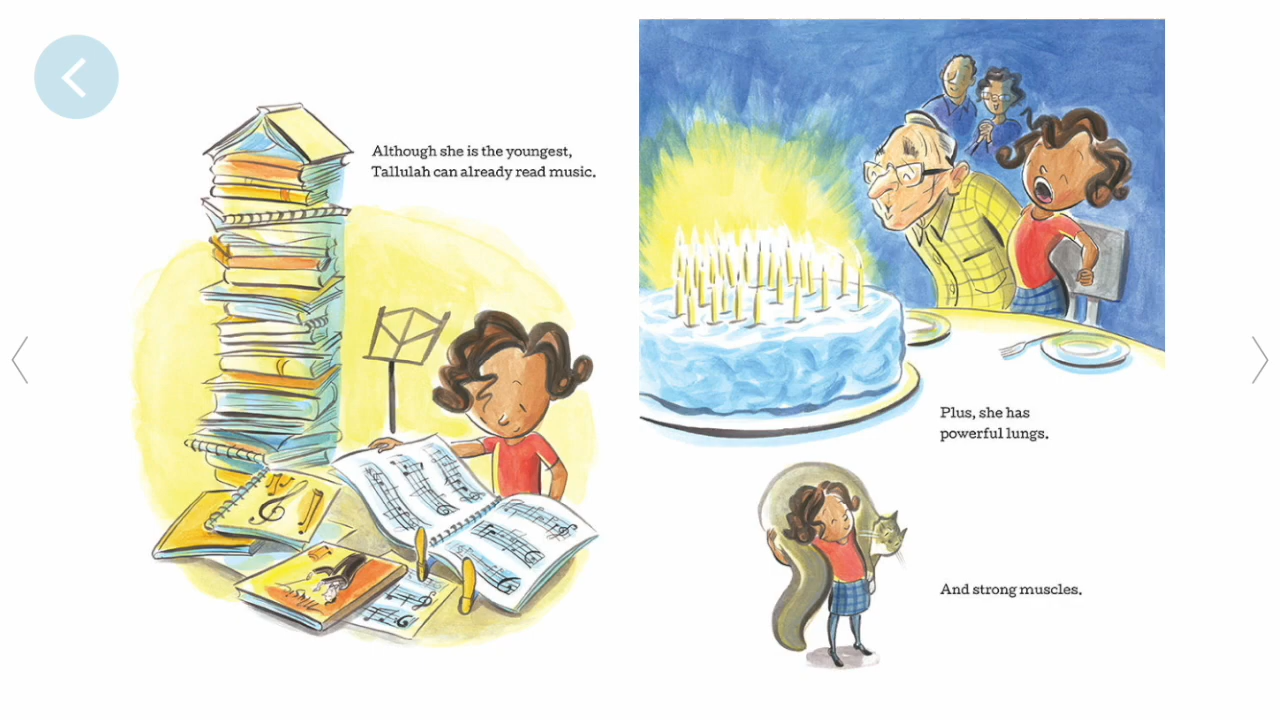 Although she is the youngest,
Tallulah can already read music.
Plus, she has
powerful lungs.
And strong muscles.